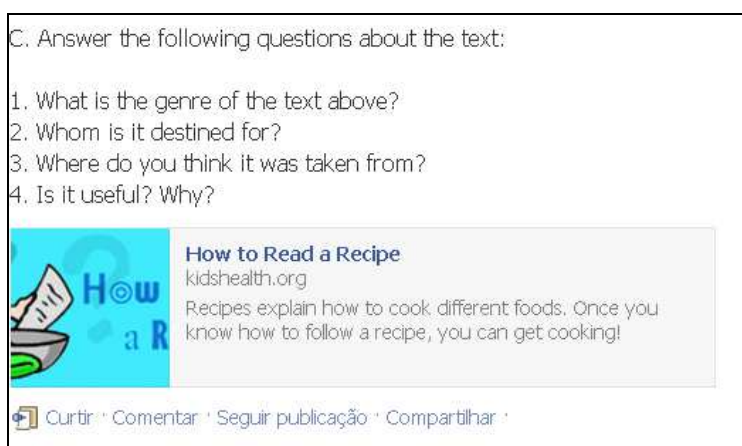 C. Answer the following questions about the text:
1. What is the genre of the text above?
2. Whom is it destined for?
3. Where do you think it was taken from?
4. Is it useful? Why?
How to Read a Recipe
kidshealth.org
Recipes explain how to cook different foods. Once you
know how to follow a recipe, you can get cooking!
How
a R
Curtir · Comentar · Seguir publicação · Compartilhar ·